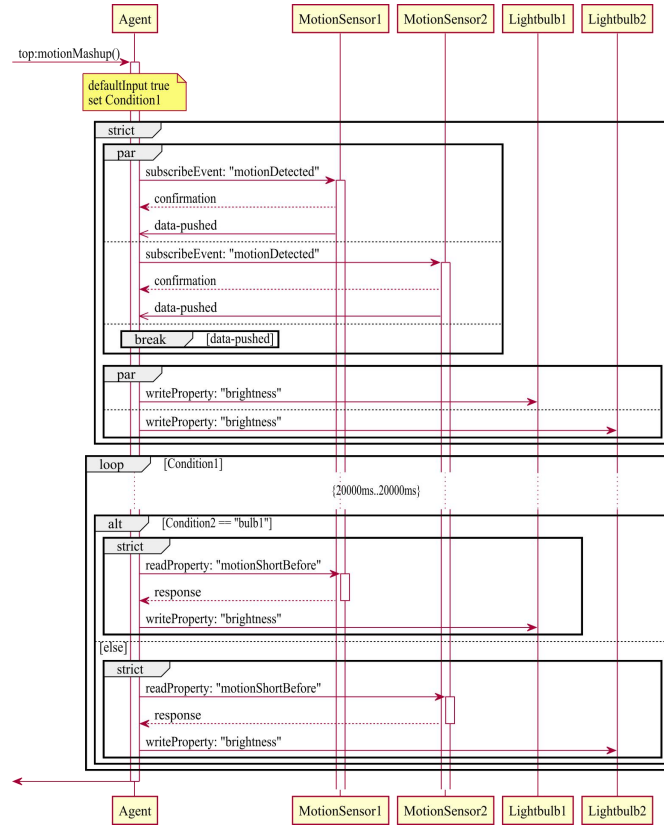 Agent MotionSensor1 MotionSensor2 Lightbulb1 Lightbulb2
top:motionMashup()
defaultInput true
set Condition1
strict
par
subscribeEvent: "motionDetected"
confirmation
data-pushed
subscribeEvent: "motionDetected"
confirmation
data-pushed
break [data-pushed]
par
writeProperty: "brightness"
writeProperty: "brightness"
loop [Condition1]
{20000ms..20000ms}
alt [Condition2 == "bulb1"]
strict
readProperty: "motionShortBefore"
response
writeProperty: "brightness"
[else]
strict
readProperty: "motionShortBefore"
response
writeProperty: "brightness"
Agent MotionSensor1 MotionSensor2 Lightbulb1 Lightbulb2